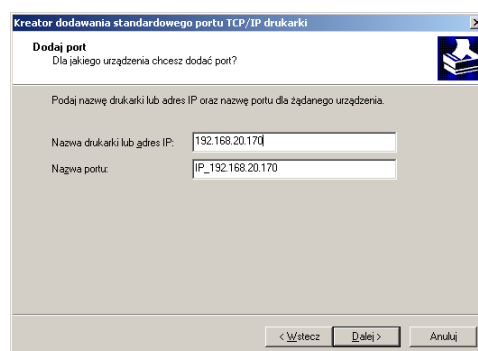 Kreator dodawania standardowego portu TCP/IP drukarki
Dodaj port
Dla jakiego urządzenia chcesz dodać port?
Podaj nazwę drukarki lub adres IP oraz nazwę portu dla żądanego urządzenia.
Nazwa drukarki lub adres IP: 192.168.20.170
Nazwa portu: IP_192.168.20.170
< Wstecz Dalej > Anuluj